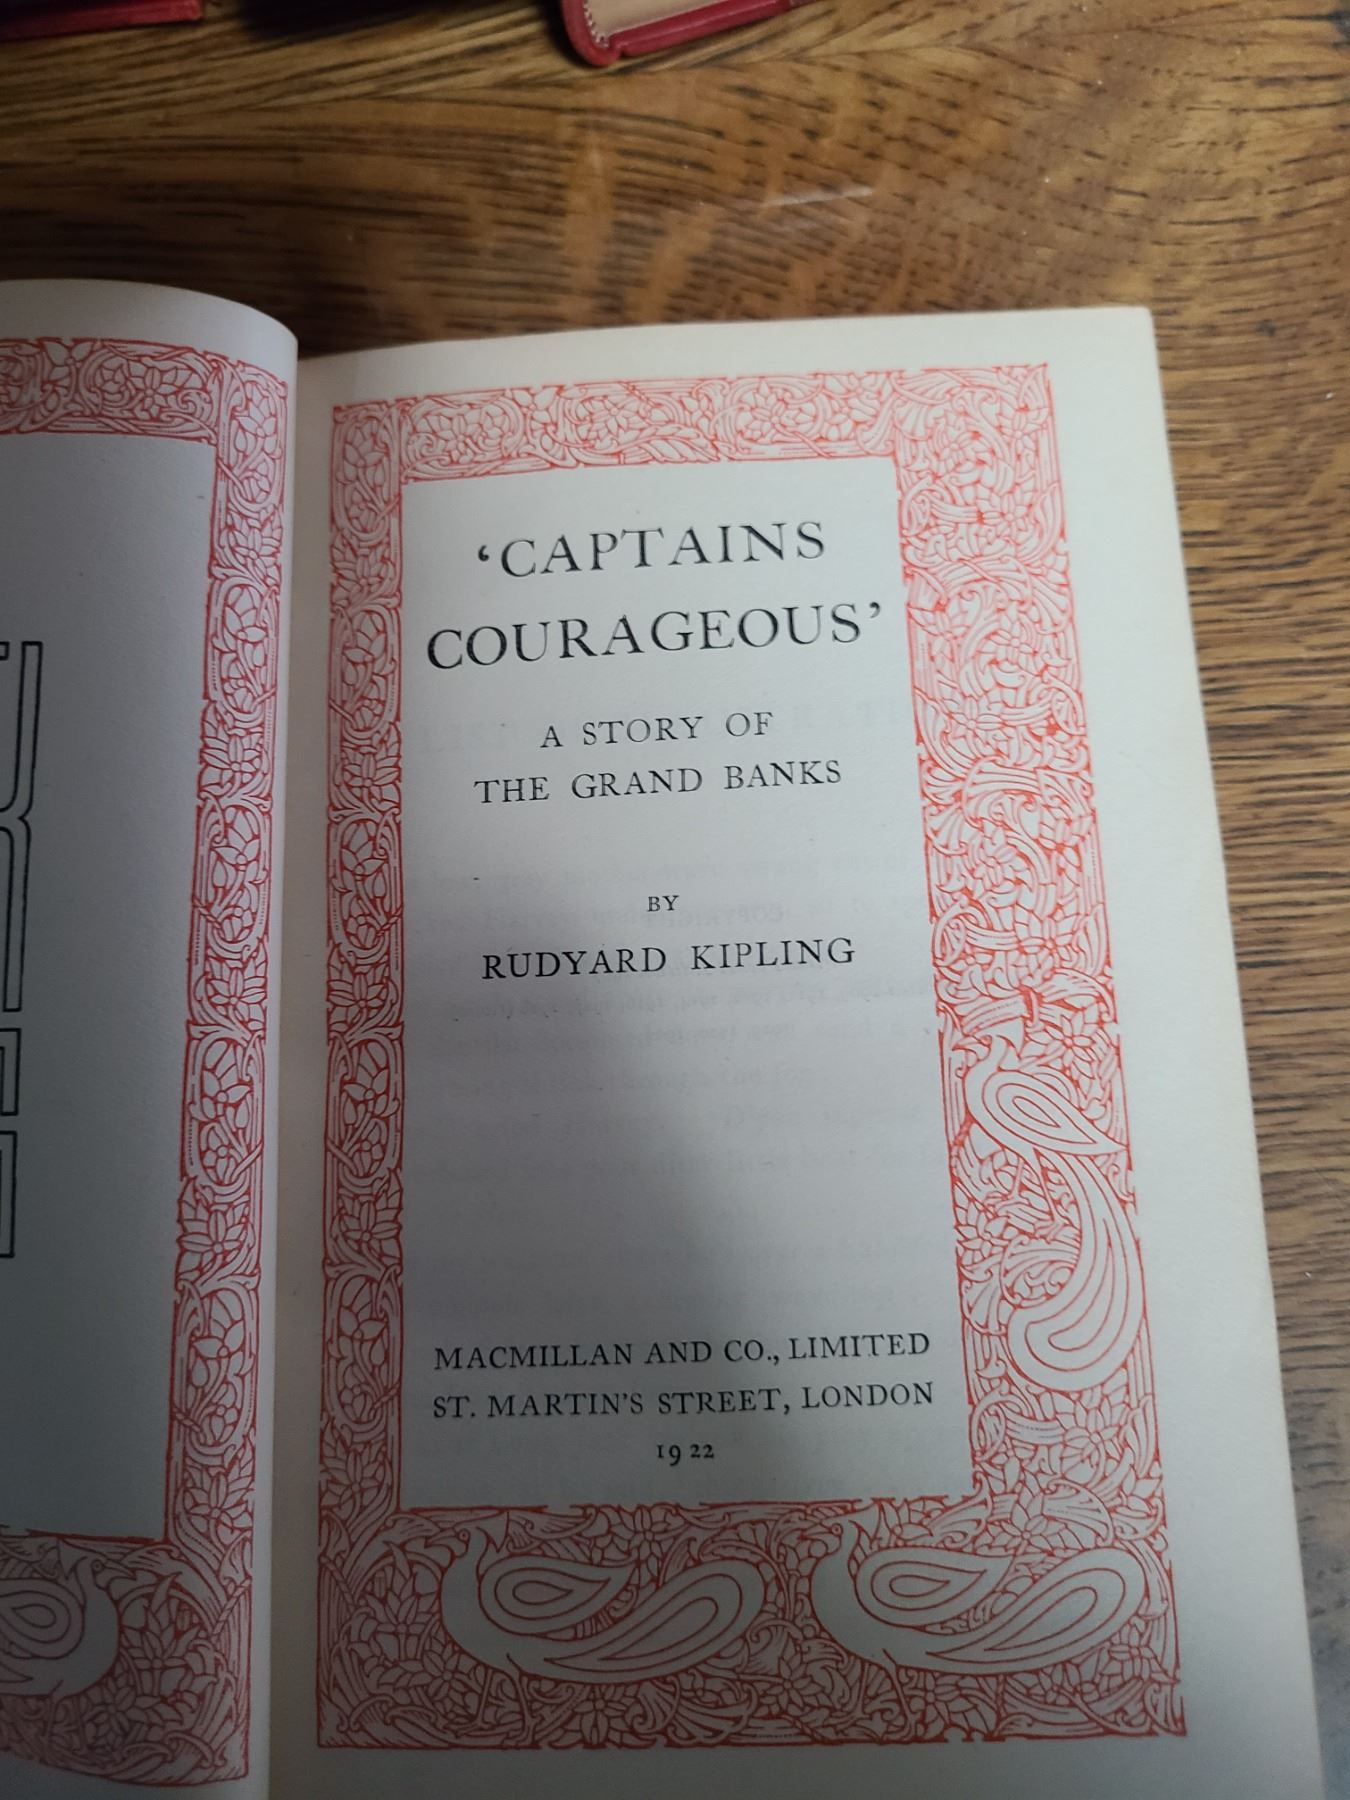 ‘CAPTAINS
COURAGEOUS’
A STORY OF
THE GRAND BANKS
BY
RUDYARD KIPLING
MACMILLAN AND CO., LIMITED
ST. MARTIN'S STREET, LONDON
1922